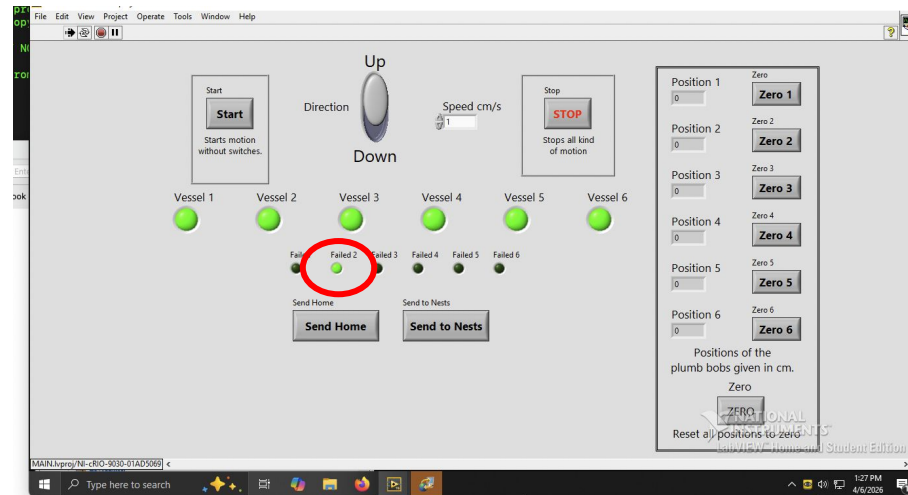 File Edit View Project Operate Tools Window Help
Up
Start
Start
Starts motion
without switches.
Direction
Down
Speed cm/s
1
Stop
STOP
Stops all kind
of motion
Vessel 1 Vessel 2 Vessel 3 Vessel 4 Vessel 5 Vessel 6
Failed 2 Failed 3 Failed 4 Failed 5 Failed 6
Send Home
Send Home
Send to Nests
Send to Nests
Position 1
0
Zero
Zero 1
Position 2
0
Zero 2
Zero 2
Position 3
0
Zero 3
Zero 3
Position 4
0
Zero 4
Zero 4
Position 5
0
Zero 5
Zero 5
Position 6
0
Zero 6
Zero 6
Positions of the
plumb bobs given in cm.
Zero
ZERO
Reset all positions to zero
NATIONAL
INSTRUMENTS
LabVIEW Home and Student Edition
MAIN.lvproj/NI-cRIO-9030-01AD5069
Type here to search
1:27 PM
4/6/2026